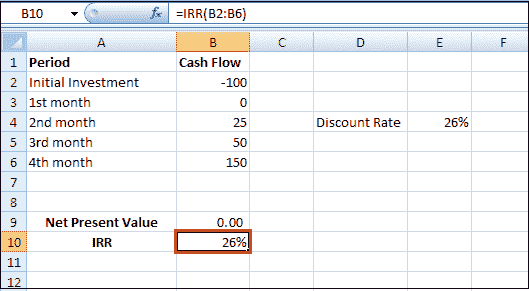 B10 fx =IRR(B2:B6)
A B C D E F
1 Period Cash Flow
2 Initial Investment -100
3 1st month 0
4 2nd month 25 Discount Rate 26%
5 3rd month 50
6 4th month 150
7
8
9 Net Present Value 0.00
10 IRR 26%
11
12